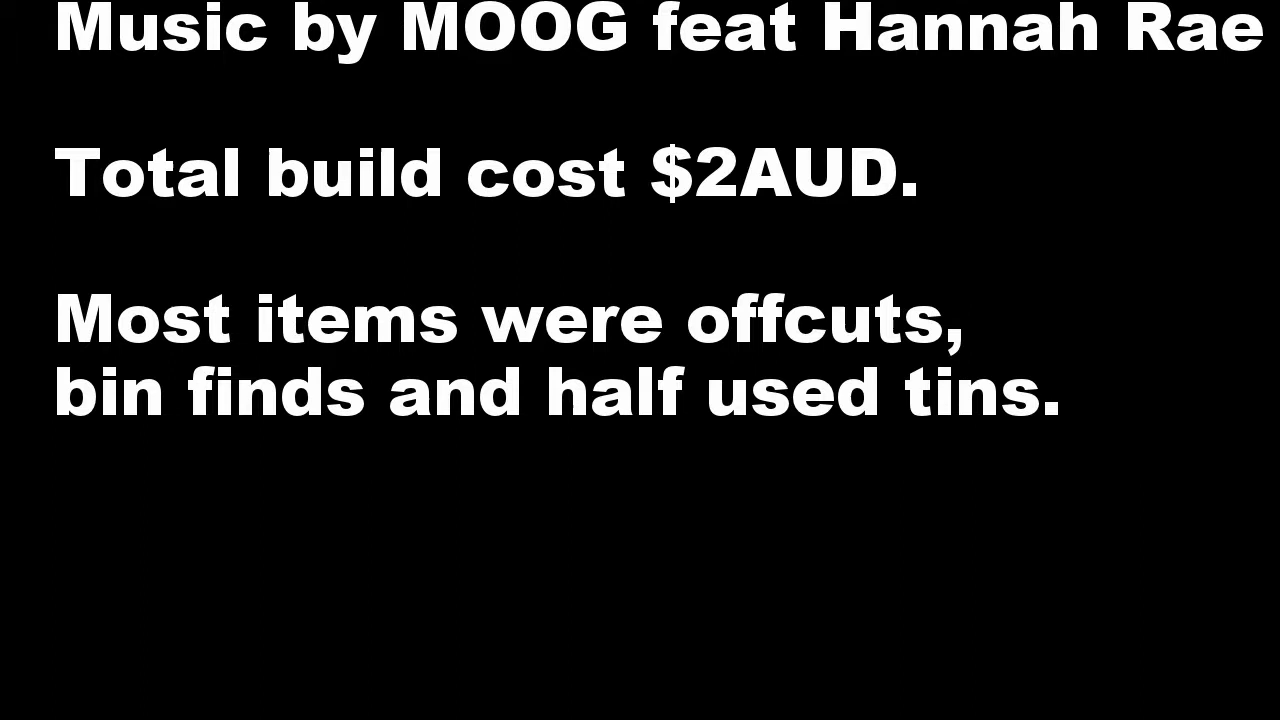 Music by MOOG feat Hannah Rae
Total build cost $2AUD.
Most items were offcuts,
bin finds and half used tins.